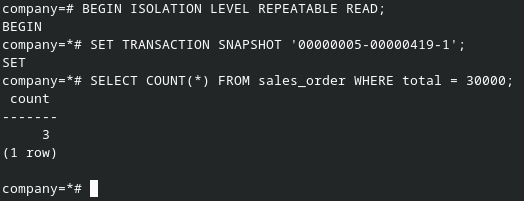 company=# BEGIN ISOLATION LEVEL REPEATABLE READ;
BEGIN
company=*# SET TRANSACTION SNAPSHOT '00000005-00000419-1';
SET
company=*# SELECT COUNT(*) FROM sales_order WHERE total = 30000;
 count
-------
     3
(1 row)

company=*#